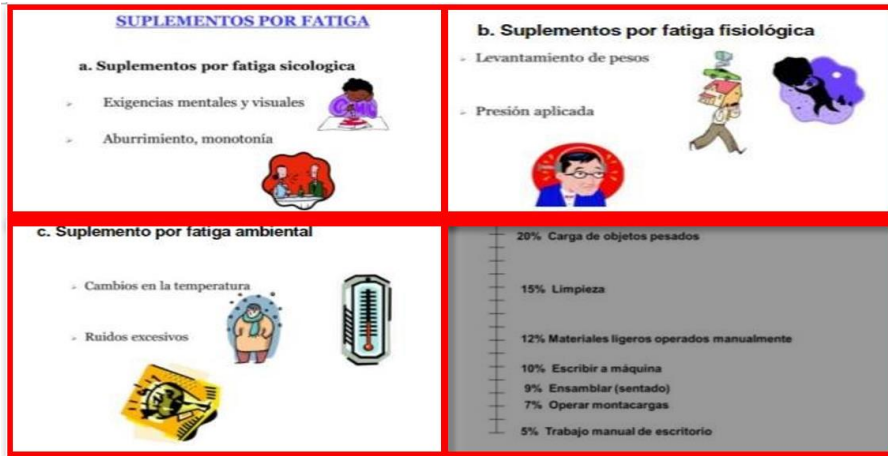 SUPLEMENTOS POR FATIGA
a. Suplementos por fatiga sicologica
Exigencias mentales y visuales
Aburrimiento, monotonía
b. Suplementos por fatiga fisiológica
Levantamiento de pesos
Presión aplicada
c. Suplemento por fatiga ambiental
Cambios en la temperatura
Ruidos excesivos
20% Carga de objetos pesados
15% Limpieza
12% Materiales ligeros operados manualmente
10% Escribir a máquina
9% Ensamblar (sentado)
7% Operar montacargas
5% Trabajo manual de escritorio